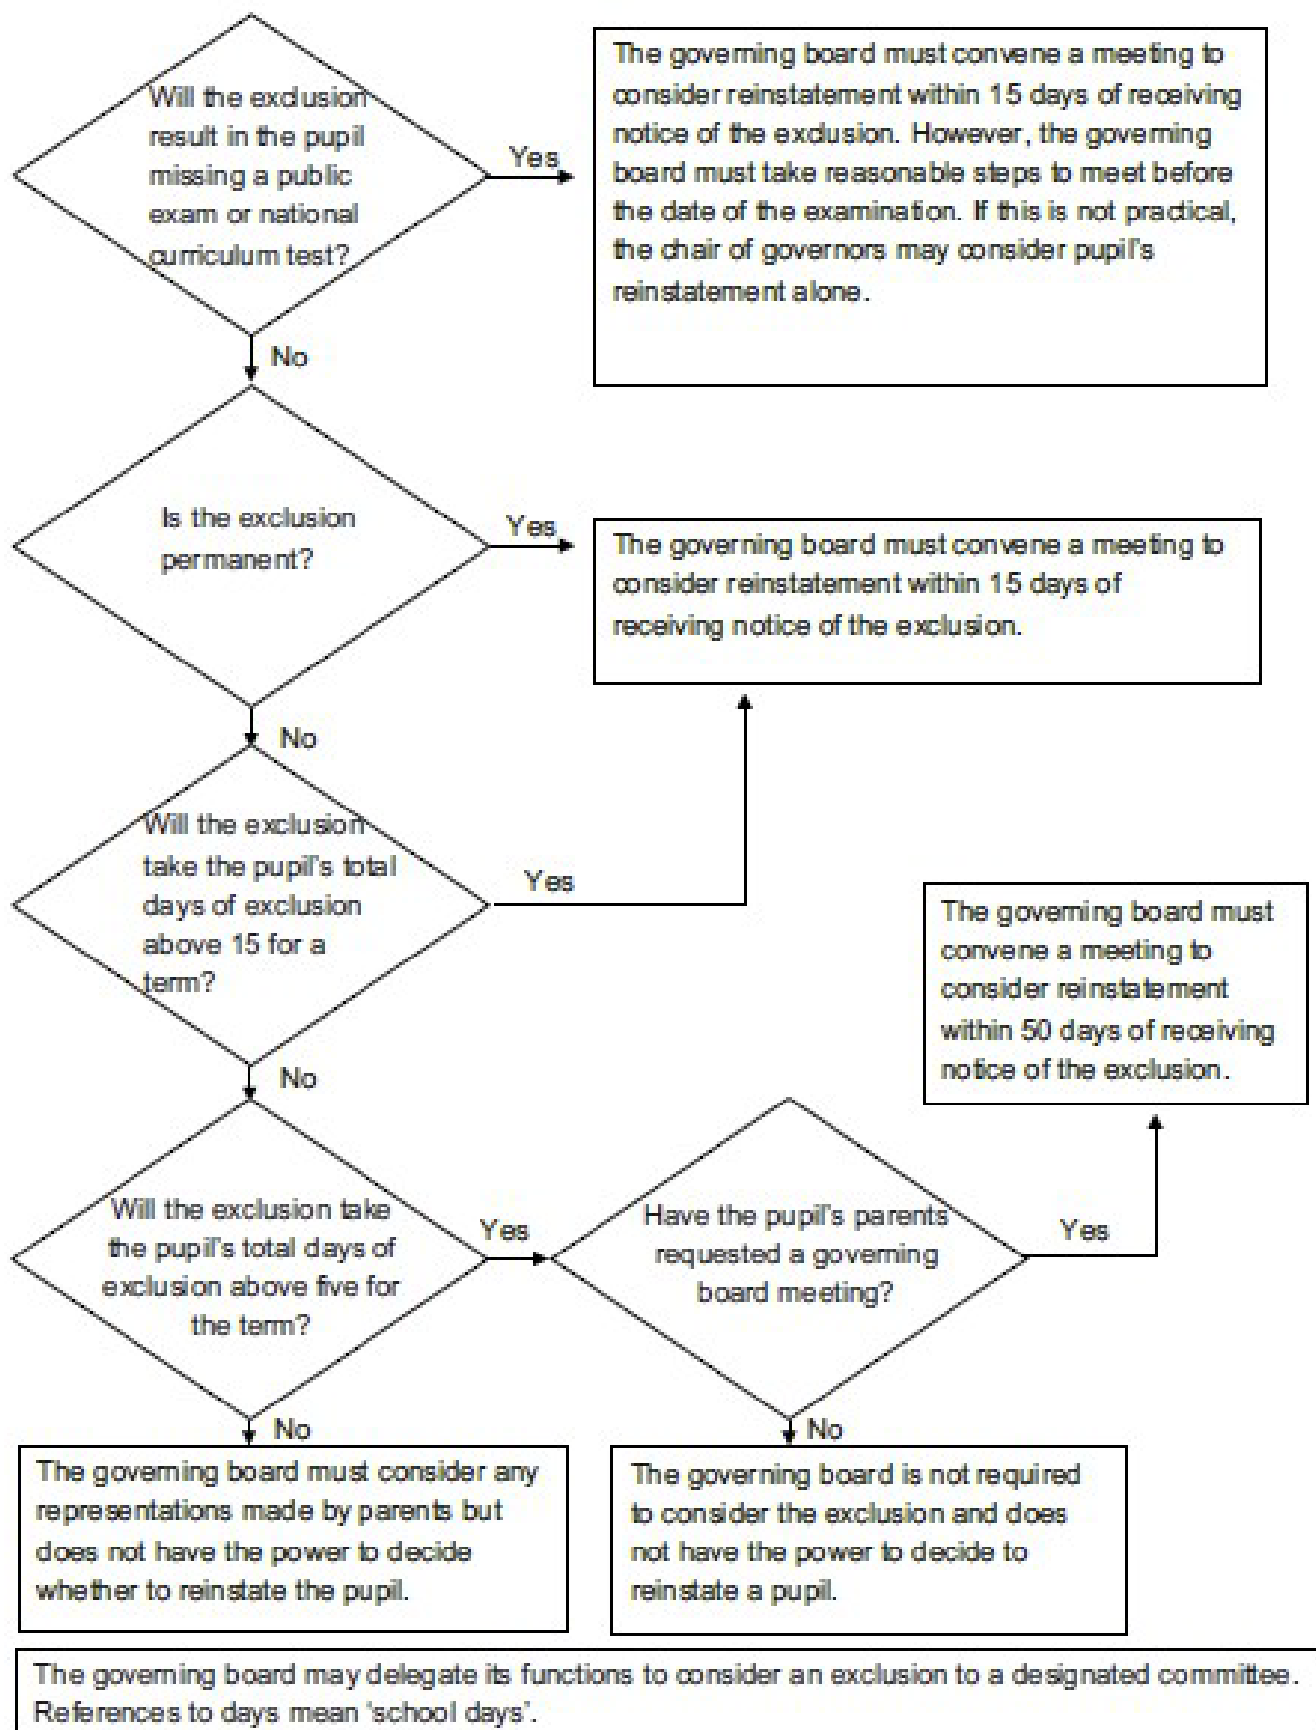 Will the exclusion
result in the pupil
missing a public
exam or national
curriculum test?
Yes
The governing board must convene a meeting to
consider reinstatement within 15 days of receiving
notice of the exclusion. However, the governing
board must take reasonable steps to meet before
the date of the examination. If this is not practical,
the chair of governors may consider pupil's
reinstatement alone.
No
Is the exclusion
permanent?
Yes
The governing board must convene a meeting to
consider reinstatement within 15 days of
receiving notice of the exclusion.
No
Will the exclusion
take the pupil's total
days of exclusion
above 15 for a
term?
Yes
The governing board must
convene a meeting to
consider reinstatement
within 50 days of receiving
notice of the exclusion.
No
Will the exclusion take
the pupil's total days of
exclusion above five for
the term?
Yes
Have the pupil's parents
requested a governing
board meeting?
Yes
No
The governing board must consider any
representations made by parents but
does not have the power to decide
whether to reinstate the pupil.
No
The governing board is not required
to consider the exclusion and does
not have the power to decide to
reinstate a pupil.
The governing board may delegate its functions to consider an exclusion to a designated committee.
References to days mean 'school days'.